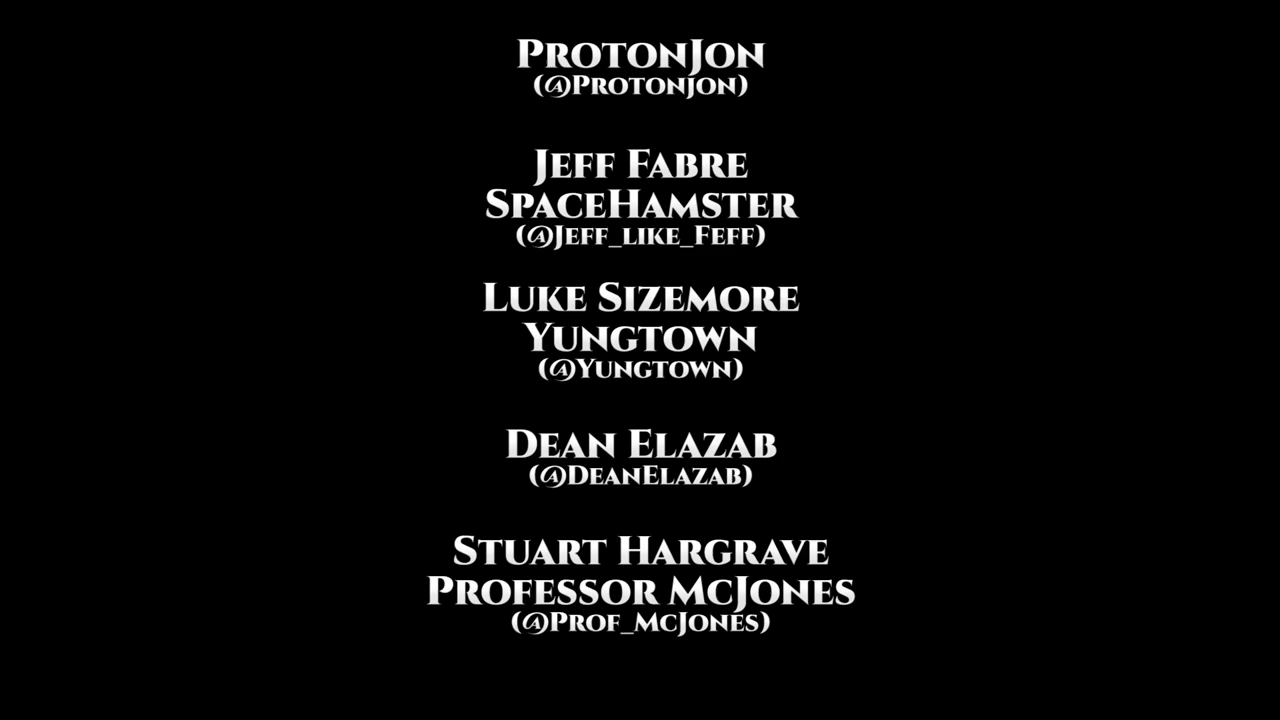 ProtonJon
(@ProtonJon)
Jeff Fabre
SpaceHamster
(@Jeff_like_Feff)
Luke Sizemore
Yungtown
(@Yungtown)
Dean Elazab
(@DeanElazab)
Stuart Hargrave
Professor McJones
(@Prof_McJones)